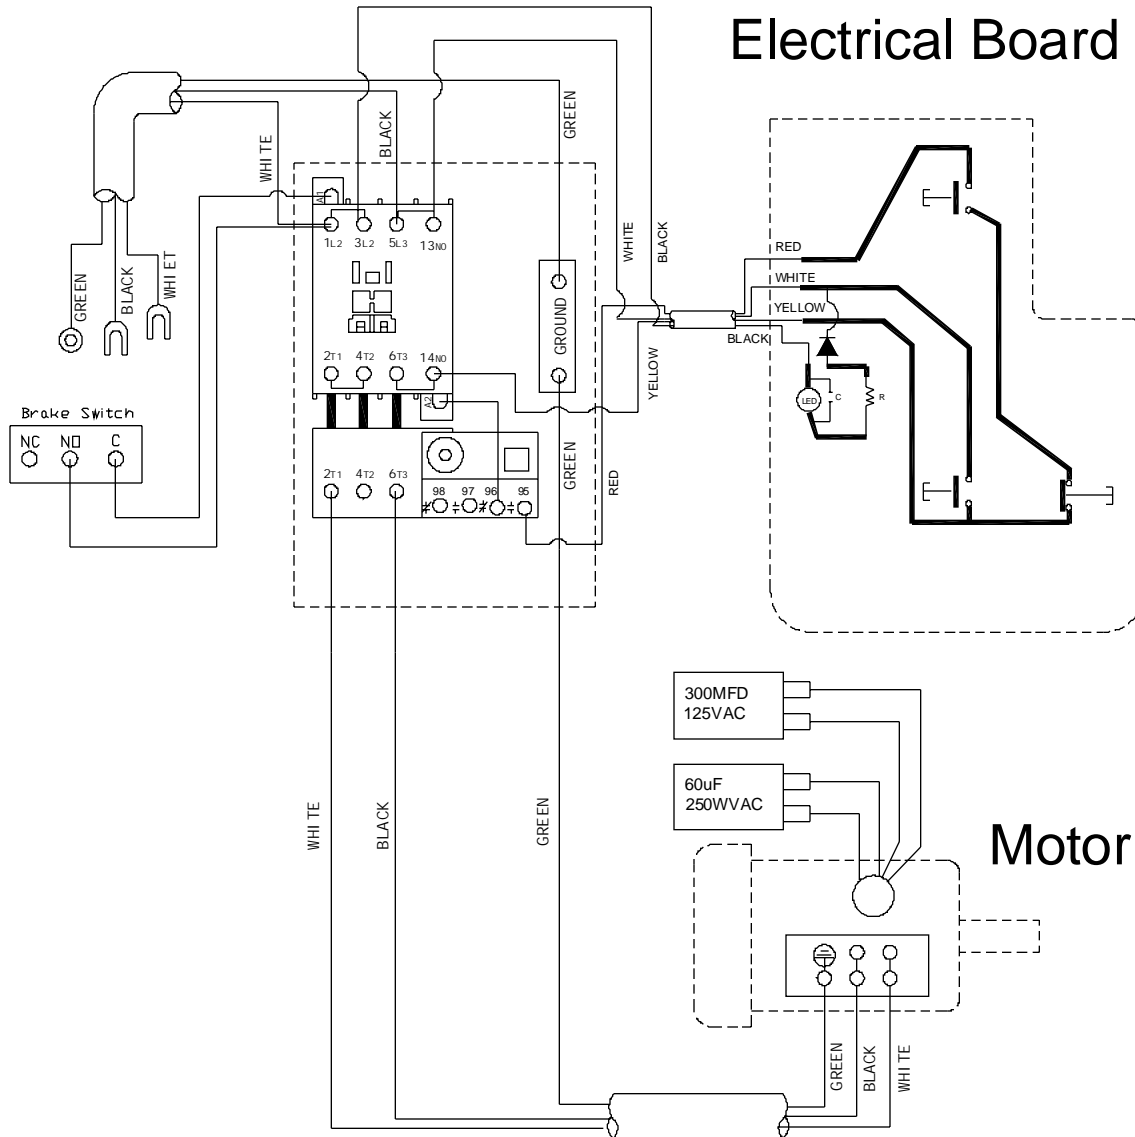 Electrical Board
GREEN
BLACK
WHITE
A1
1L2
3L2
5L3
13NO
WHITE
BLACK
RED
WHITE
YELLOW
BLACK
GREEN
BLACK
WHIET
GROUND
YELLOW
LED
C
R
2T1
4T2
6T3
14NO
A2
Brake Switch
NC
NO
C
2T1
4T2
6T3
98
97
96
95
GREEN
RED
300MFD
125VAC
60uF
250WVAC
WHITE
BLACK
GREEN
Motor
GREEN
BLACK
WHITE